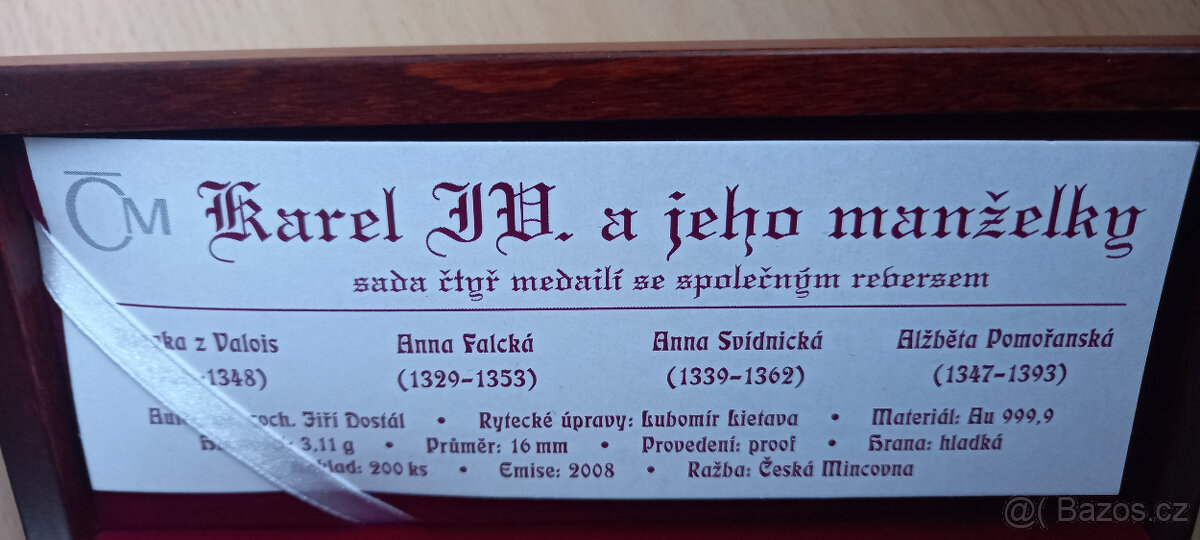 ČM Karel IV. a jeho manželky
sada čtyř medailí se společným reversem
z Valois Anna Falcká Anna Svídnická Alžběta Pomořanská
-1348) (1329-1353) (1339-1362) (1347-1393)
Jiří Dostál • Rytecké úpravy: Lubomír Lietava • Materiál: Au 999,9
3,11 g • Průměr: 16 mm • Provedení: proof • Hrana: hladká
200 ks • Emise: 2008 • Ražba: Česká Mincovna
@( Bazos.cz